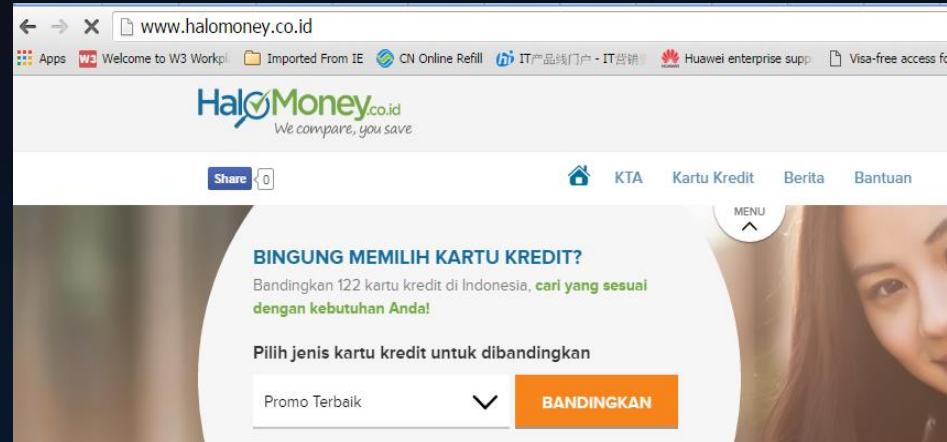 www.halomoney.co.id
Apps W3 Welcome to W3 Workpl Imported From IE CN Online Refill IT产品线门户 - IT营销 Huawei enterprise supp Visa-free access fo
HaloMoney.co.id
We compare, you save
Share 0
KTA Kartu Kredit Berita Bantuan
MENU
BINGUNG MEMILIH KARTU KREDIT?
Bandingkan 122 kartu kredit di Indonesia, cari yang sesuai
dengan kebutuhan Anda!
Pilih jenis kartu kredit untuk dibandingkan
Promo Terbaik BANDINGKAN